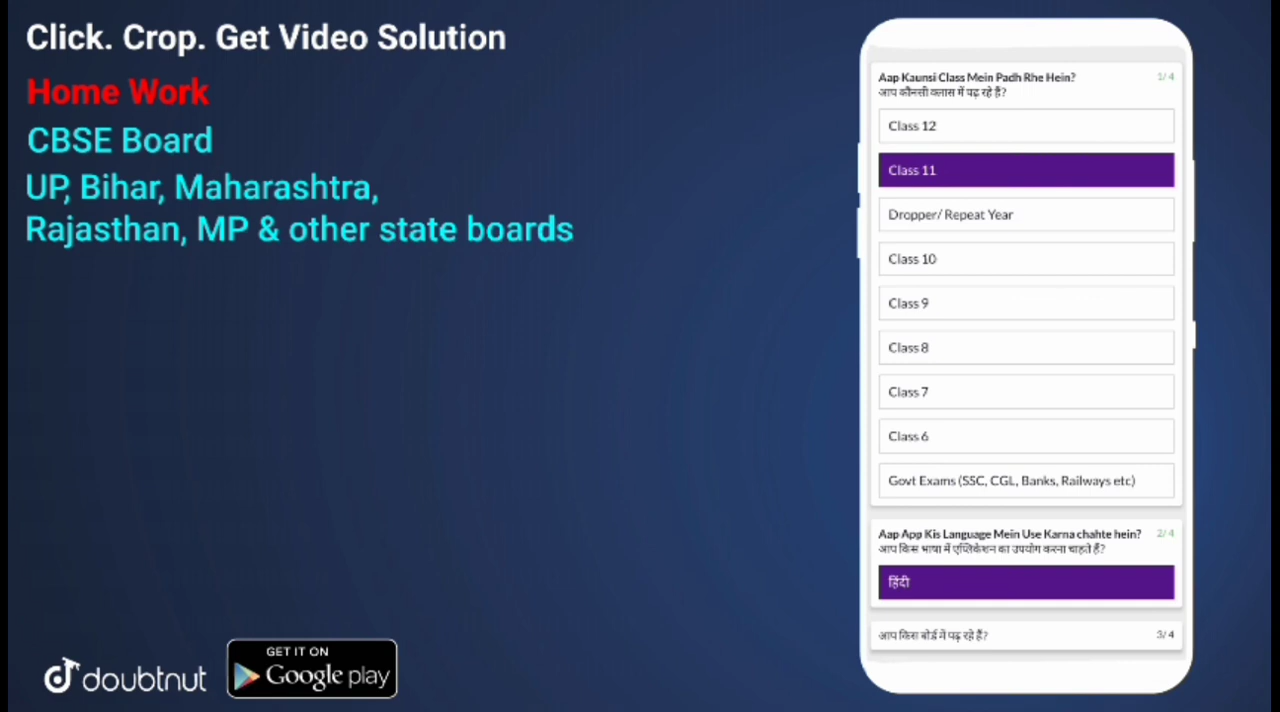 Click. Crop. Get Video Solution
Home Work
CBSE Board
UP, Bihar, Maharashtra,
Rajasthan, MP & other state boards
doubtnut
GET IT ON
Google play
Aap Kaunsi Class Mein Padh Rhe Hein? 1/4
आप कौनसी क्लास में पढ़ रहे हैं?
Class 12
Class 11
Dropper/ Repeat Year
Class 10
Class 9
Class 8
Class 7
Class 6
Govt Exams (SSC, CGL, Banks, Railways etc)
Aap App Kis Language Mein Use Karna chahte hein? 2/4
आप किस भाषा में एप्लिकेशन का उपयोग करना चाहते हैं?
हिंदी
आप किस बोर्ड में पढ़ रहे हैं? 3/4